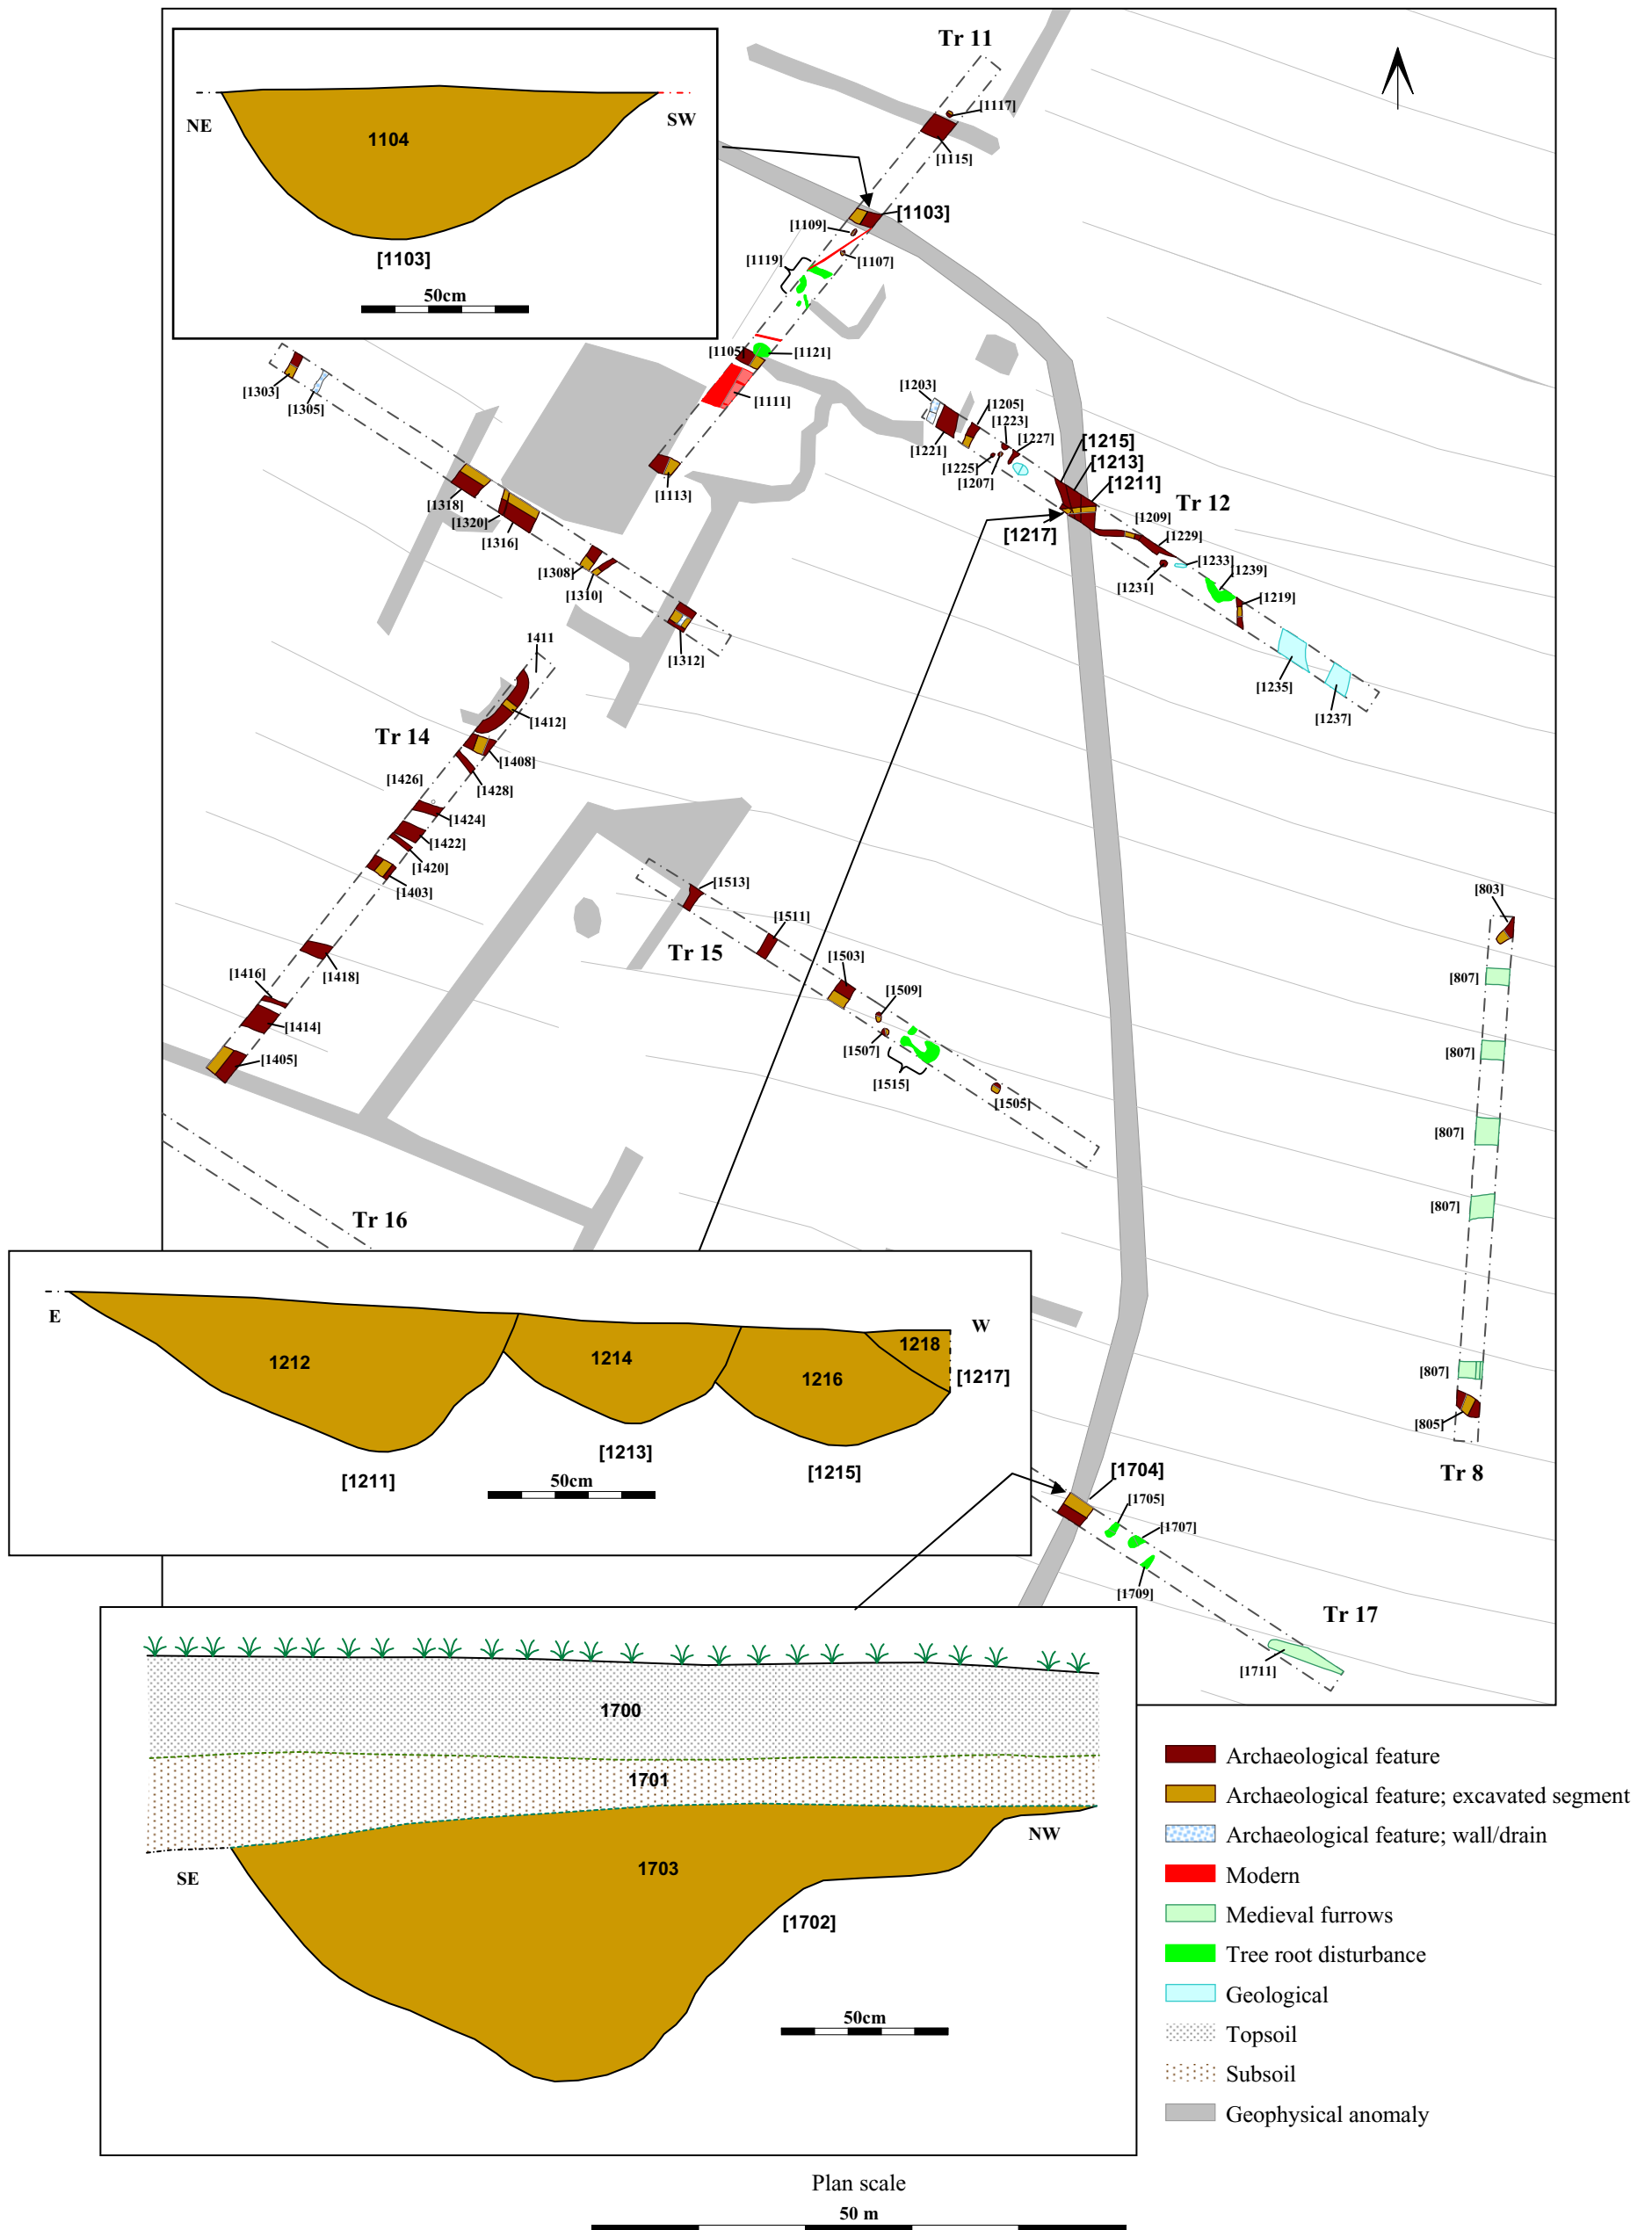 Tr 11
[1117]
[1115]
NE
1104
SW
[1103]
50cm
[1103]
[1109]
[1107]
[1119]
[1105]
[1121]
[1111]
[1113]
[1303]
[1305]
[1318]
[1320]
[1316]
[1308]
[1310]
[1312]
[1203]
[1205]
[1223]
[1227]
[1221]
[1225]
[1207]
[1215]
[1213]
[1211]
Tr 12
[1217]
[1209]
[1229]
[1233]
[1239]
[1231]
[1219]
[1235]
[1237]
1411
[1412]
Tr 14
[1408]
[1428]
[1426]
[1424]
[1422]
[1420]
[1403]
[1418]
[1416]
[1414]
[1405]
[1513]
[1511]
Tr 15
[1503]
[1509]
[1507]
[1515]
[1505]
[803]
[807]
[807]
[807]
[807]
[807]
[805]
Tr 8
Tr 16
E
W
1212
1214
1216
1218
[1217]
[1211]
[1213]
[1215]
50cm
[1704]
[1705]
[1707]
[1709]
Tr 17
[1711]
1700
1701
1703
SE
NW
[1702]
50cm
Archaeological feature
Archaeological feature; excavated segment
Archaeological feature; wall/drain
Modern
Medieval furrows
Tree root disturbance
Geological
Topsoil
Subsoil
Geophysical anomaly
Plan scale
50 m